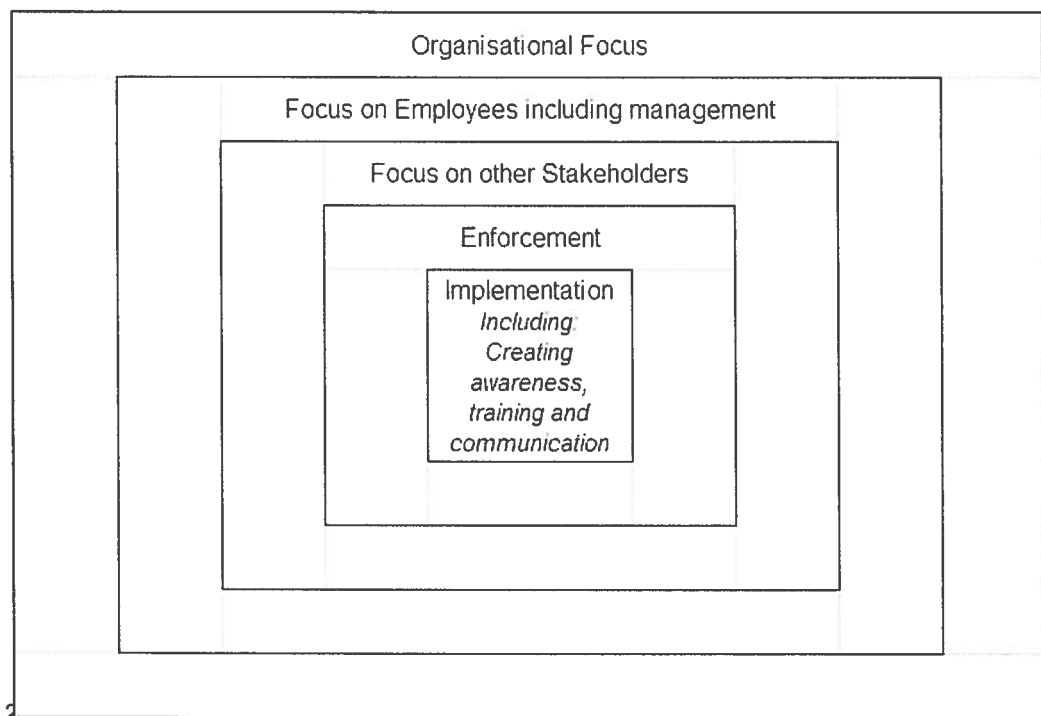 Organisational Focus
Focus on Employees including management
Focus on other Stakeholders
Enforcement
Implementation
Including:
Creating
awareness,
training and
communication